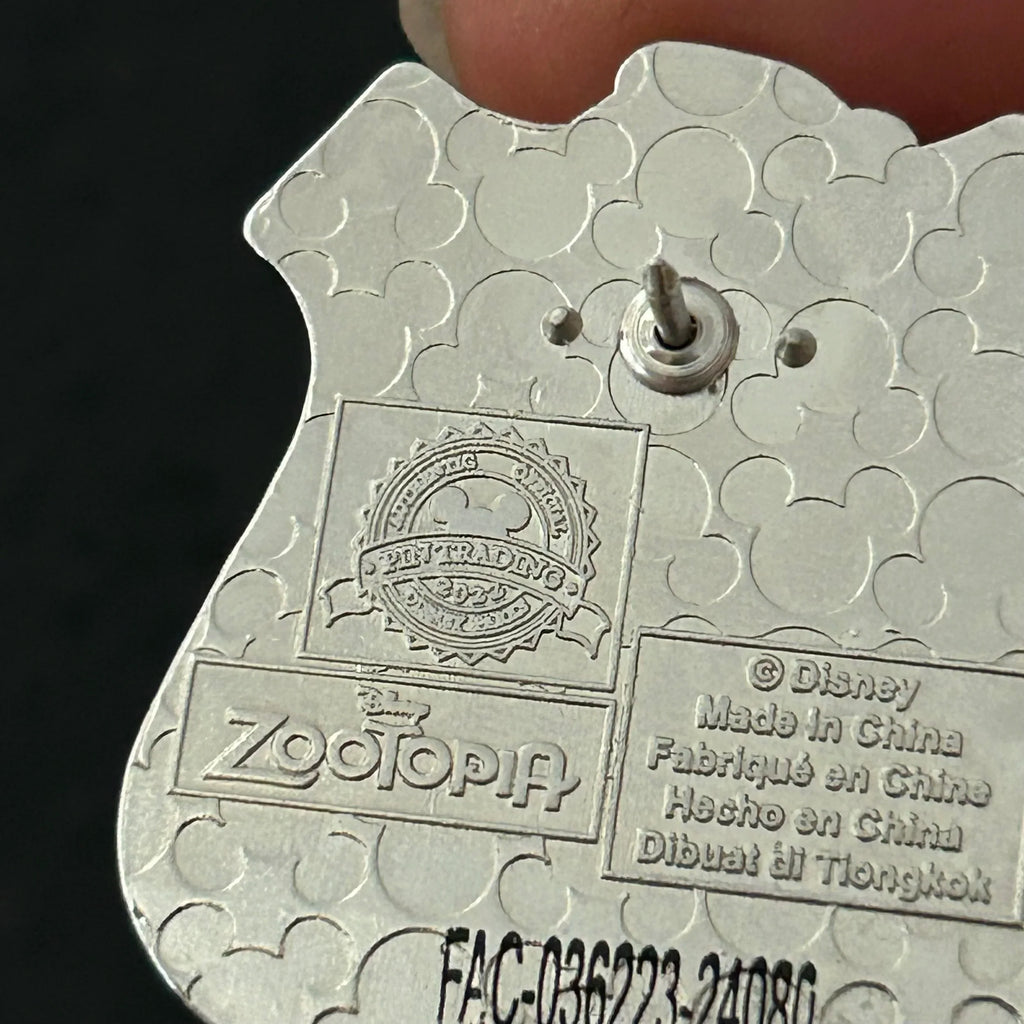 AUTHENTIC
PIN TRADING
2024
Disney
ZOOTOPIA
© Disney
Made in China
Fabriqué en Chine
Hecho en China
Dibuat di Tiongkok
FAC-036223-24080